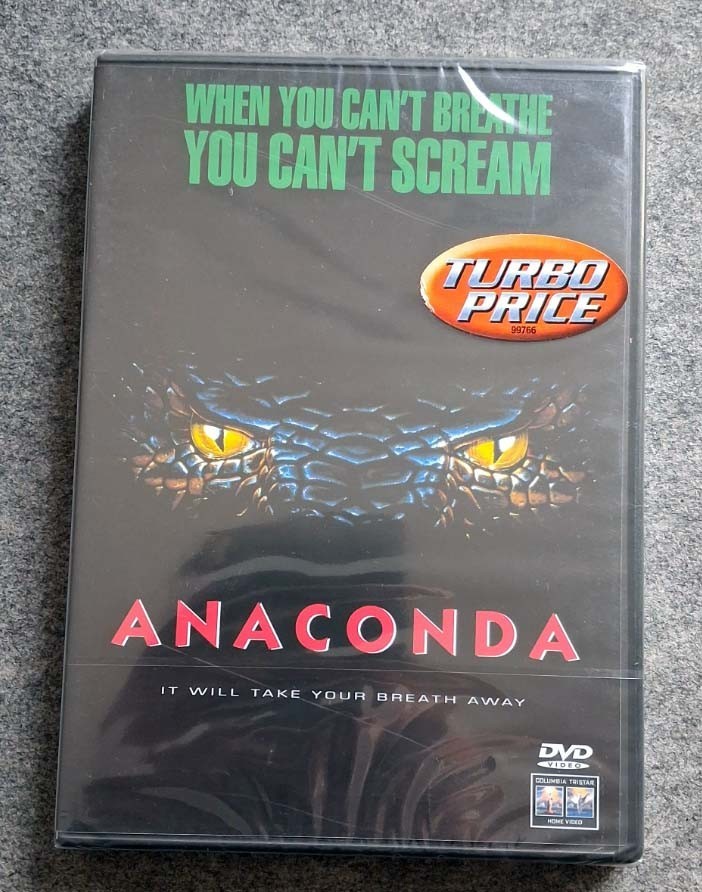 WHEN YOU CAN'T BREATHE
YOU CAN'T SCREAM
TURBO
PRICE
99766
ANACONDA
IT WILL TAKE YOUR BREATH AWAY
DVD
VIDEO
COLUMBIA TRISTAR
HOME VIDEO